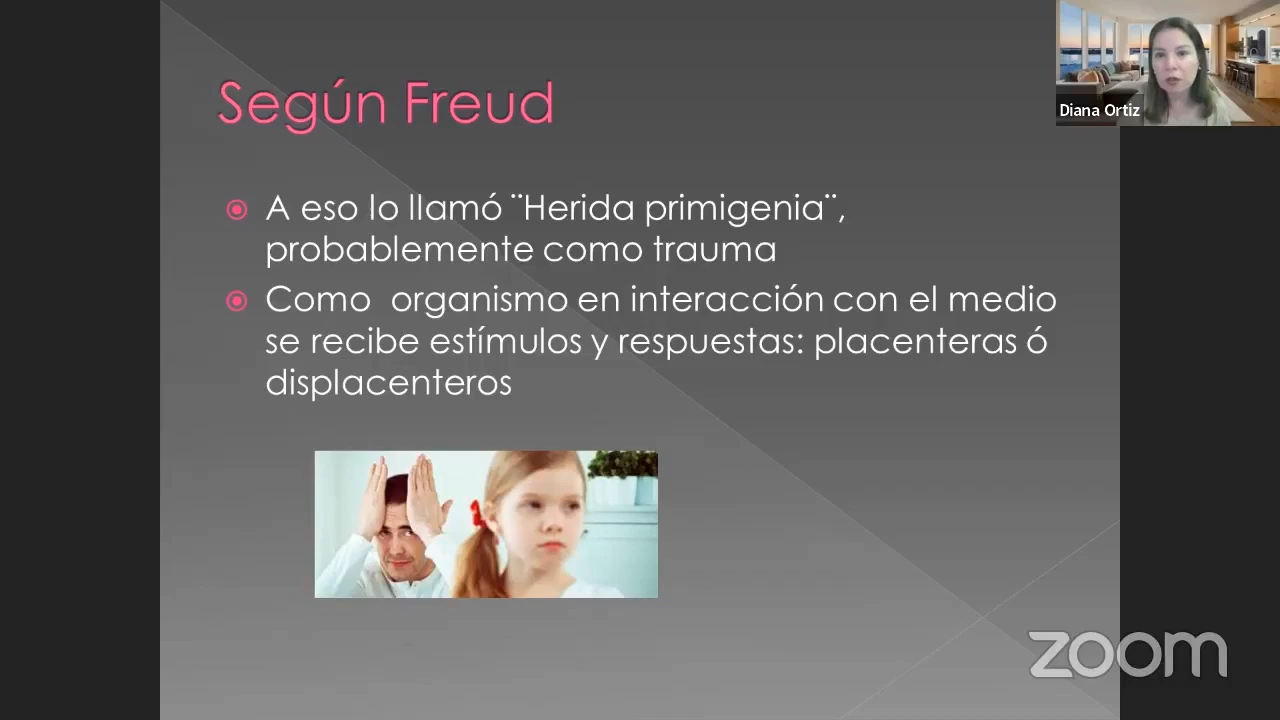 Según Freud
Diana Ortiz
A eso lo llamó ¨Herida primigenia¨,
probablemente como trauma
Como organismo en interacción con el medio
se recibe estímulos y respuestas: placenteras ó
displacenteros
zoom